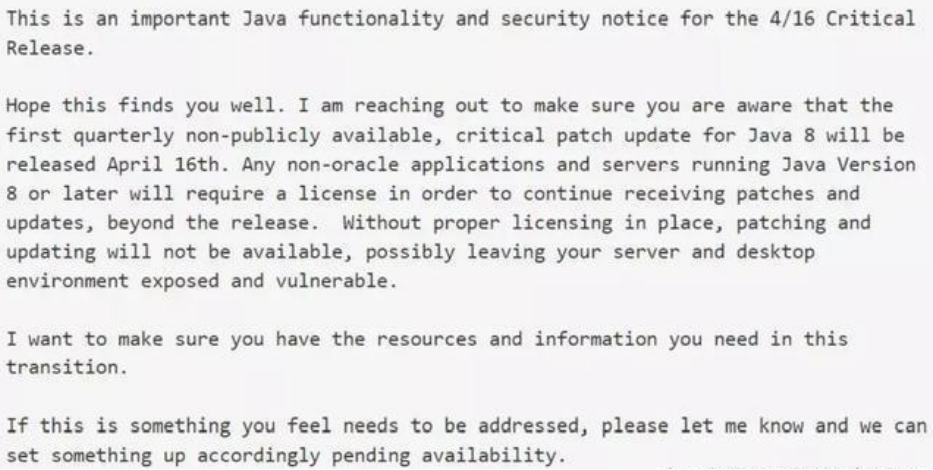 This is an important Java functionality and security notice for the 4/16 Critical
Release.
Hope this finds you well. I am reaching out to make sure you are aware that the
first quarterly non-publicly available, critical patch update for Java 8 will be
released April 16th. Any non-oracle applications and servers running Java Version
8 or later will require a license in order to continue receiving patches and
updates, beyond the release.  Without proper licensing in place, patching and
updating will not be available, possibly leaving your server and desktop
environment exposed and vulnerable.
I want to make sure you have the resources and information you need in this
transition.
If this is something you feel needs to be addressed, please let me know and we can
set something up accordingly pending availability.